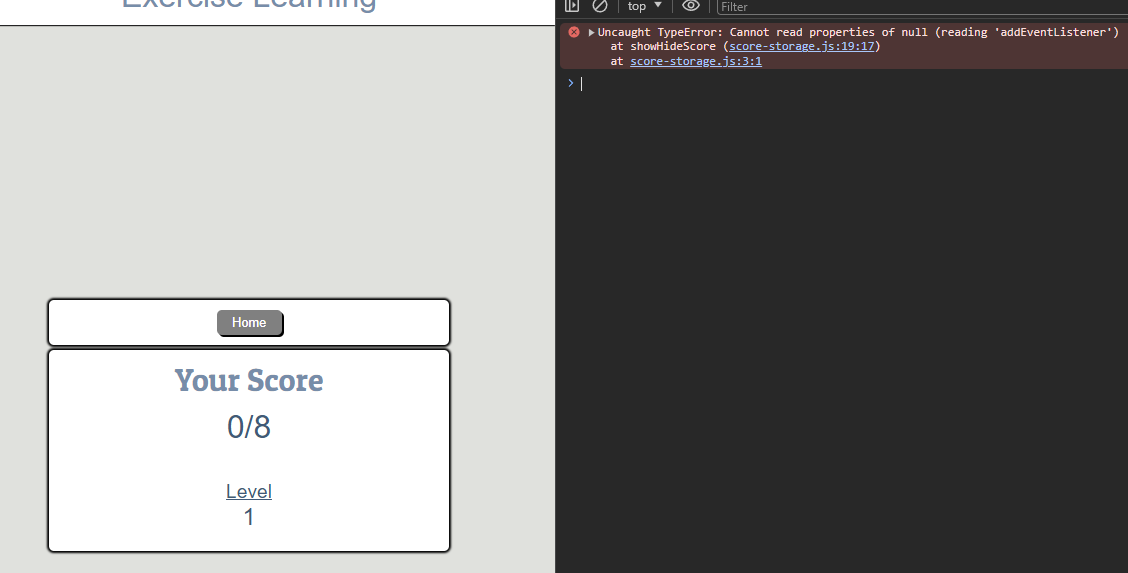 Exercise Learning
Home
Your Score
0/8
Level
1
top
Filter
Uncaught TypeError: Cannot read properties of null (reading 'addEventListener')
at showHideScore (score-storage.js:19:17)
at score-storage.js:3:1